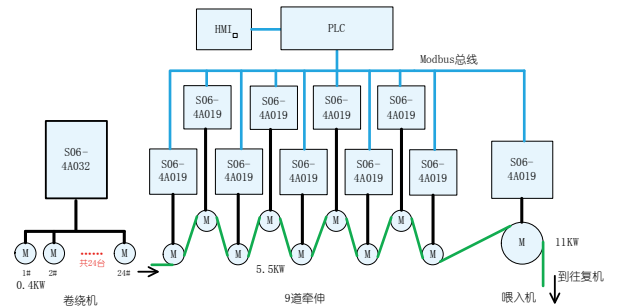 HMI
PLC
Modbus总线
S06-
4A019
S06-
4A019
S06-
4A019
S06-
4A019
S06-
4A032
S06-
4A019
S06-
4A019
S06-
4A019
S06-
4A019
S06-
4A019
S06-
4A019
M
M
M
M
M
M
M
M
M
M
M
M
M
11KW
1#
2#
共24台
24#
0.4KW
5.5KW
到往复机
卷绕机
9道牵伸
喂入机